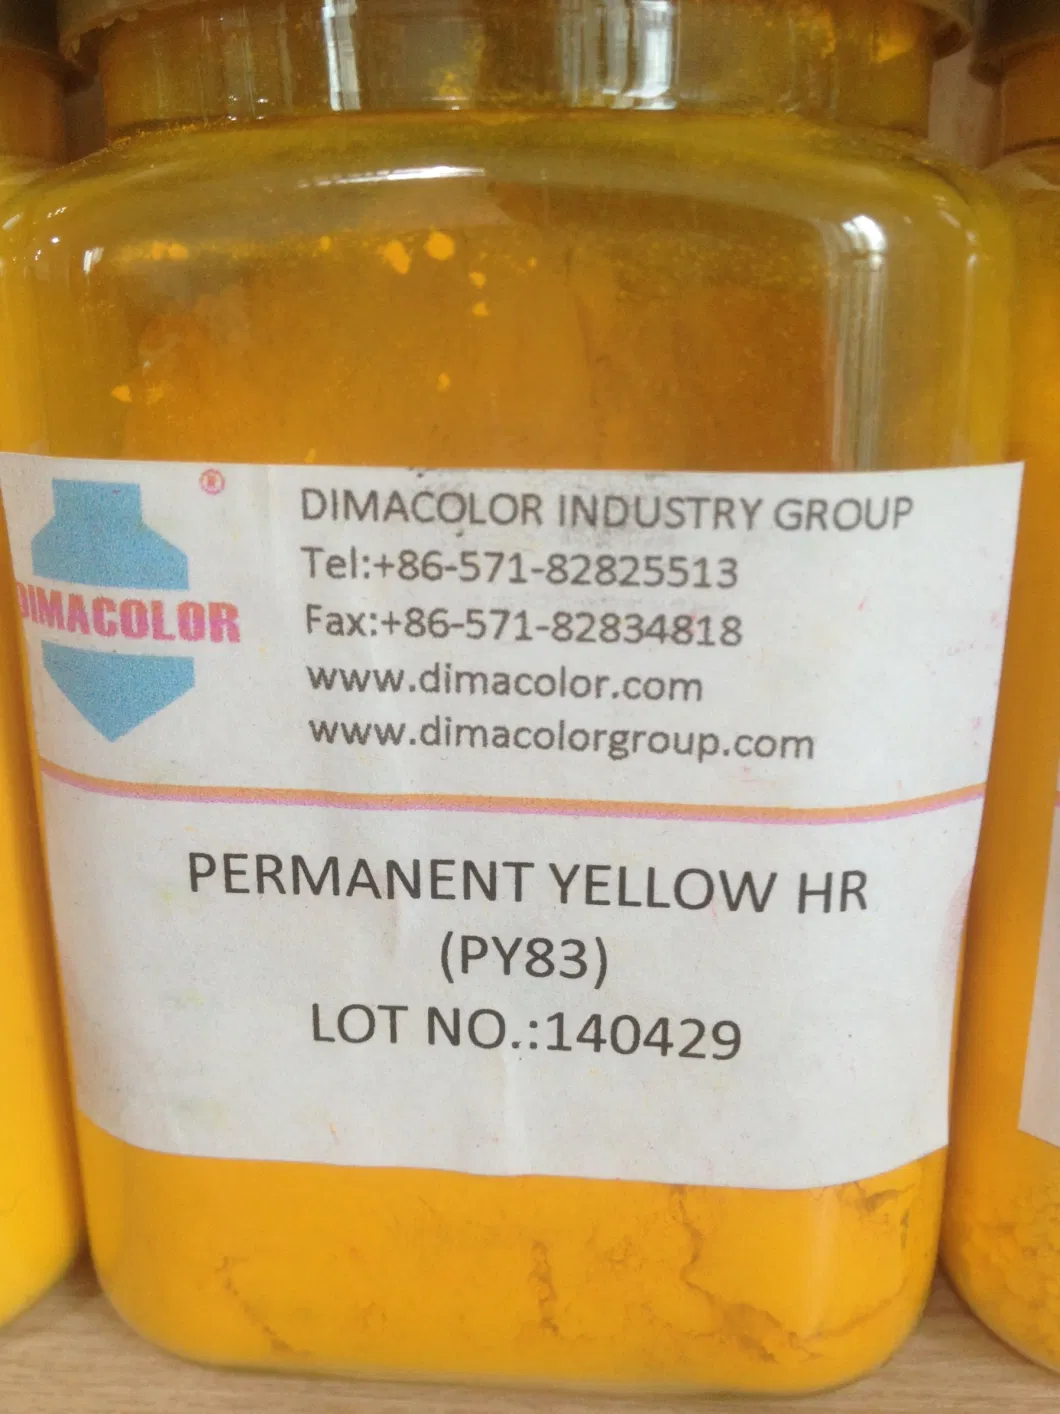 ®
DIMACOLOR
DIMACOLOR INDUSTRY GROUP
Tel:+86-571-82825513
Fax:+86-571-82834818
www.dimacolor.com
www.dimacolorgroup.com
PERMANENT YELLOW HR
(PY83)
LOT NO.:140429